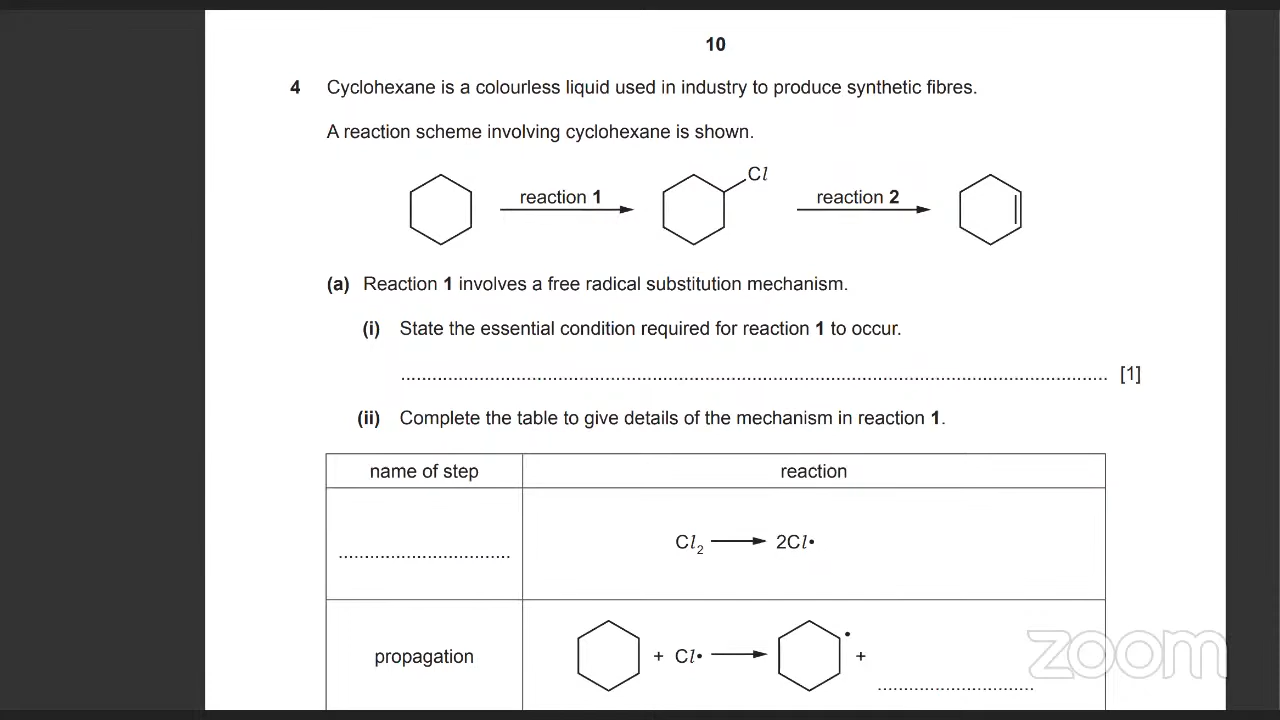 10
4 Cyclohexane is a colourless liquid used in industry to produce synthetic fibres.
A reaction scheme involving cyclohexane is shown.
Cl
reaction 1
reaction 2
(a) Reaction 1 involves a free radical substitution mechanism.
(i) State the essential condition required for reaction 1 to occur.
.......................................................................................................................................... [1]
(ii) Complete the table to give details of the mechanism in reaction 1.
name of step reaction
................................. Cl₂ ⟶ 2Cl•
propagation + Cl• ⟶ • + ..............................
zoom